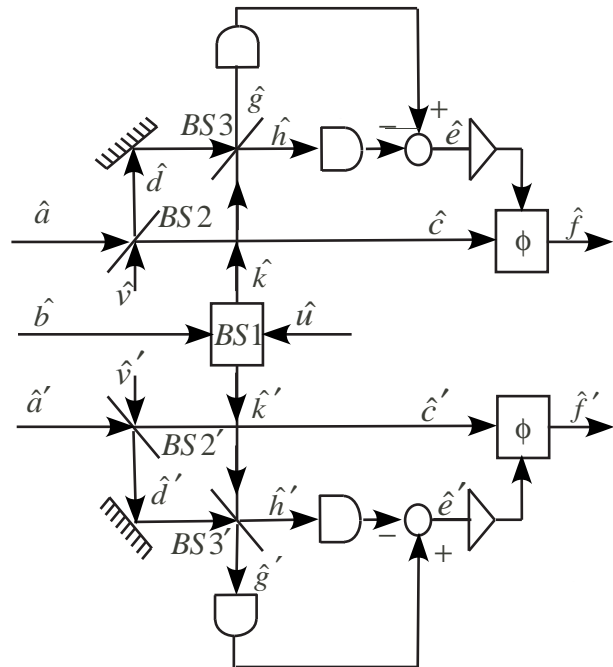 ĝ
+
BS3
ĥ
−
ê
d̂
â
BS2
ĉ
ϕ
f̂
v̂
k̂
b̂
BS1
û
v̂′
â′
k̂′
ĉ′
ϕ
f̂′
BS2′
d̂′
ĥ′
ê′
−
BS3′
+
ĝ′